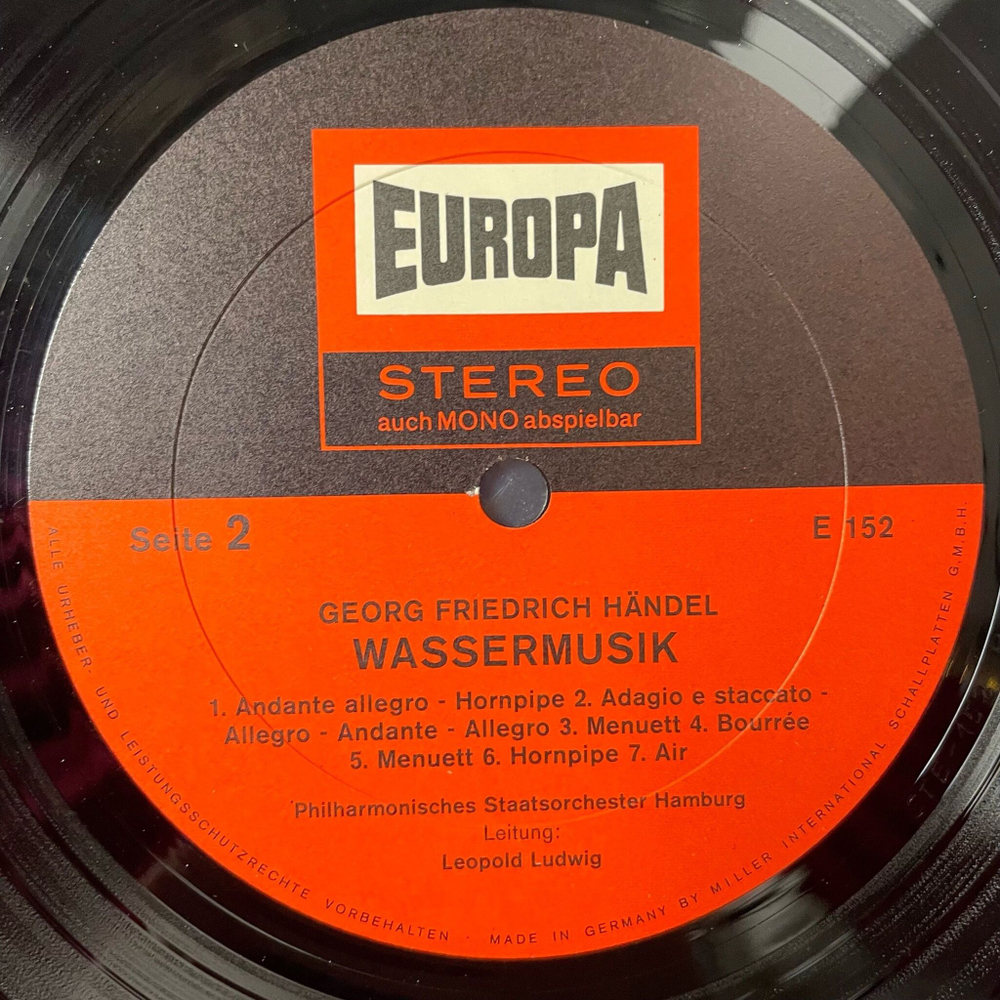 EUROPA
STEREO
auch MONO abspielbar
Seite 2
E 152
GEORG FRIEDRICH HÄNDEL
WASSERMUSIK
1. Andante allegro - Hornpipe 2. Adagio e staccato -
Allegro - Andante - Allegro 3. Menuett 4. Bourrée
5. Menuett 6. Hornpipe 7. Air
Philharmonisches Staatsorchester Hamburg
Leitung:
Leopold Ludwig
ALLE URHEBER- UND LEISTUNGSSCHUTZRECHTE VORBEHALTEN · MADE IN GERMANY BY MILLER INTERNATIONAL SCHALLPLATTEN G.M.B.H.